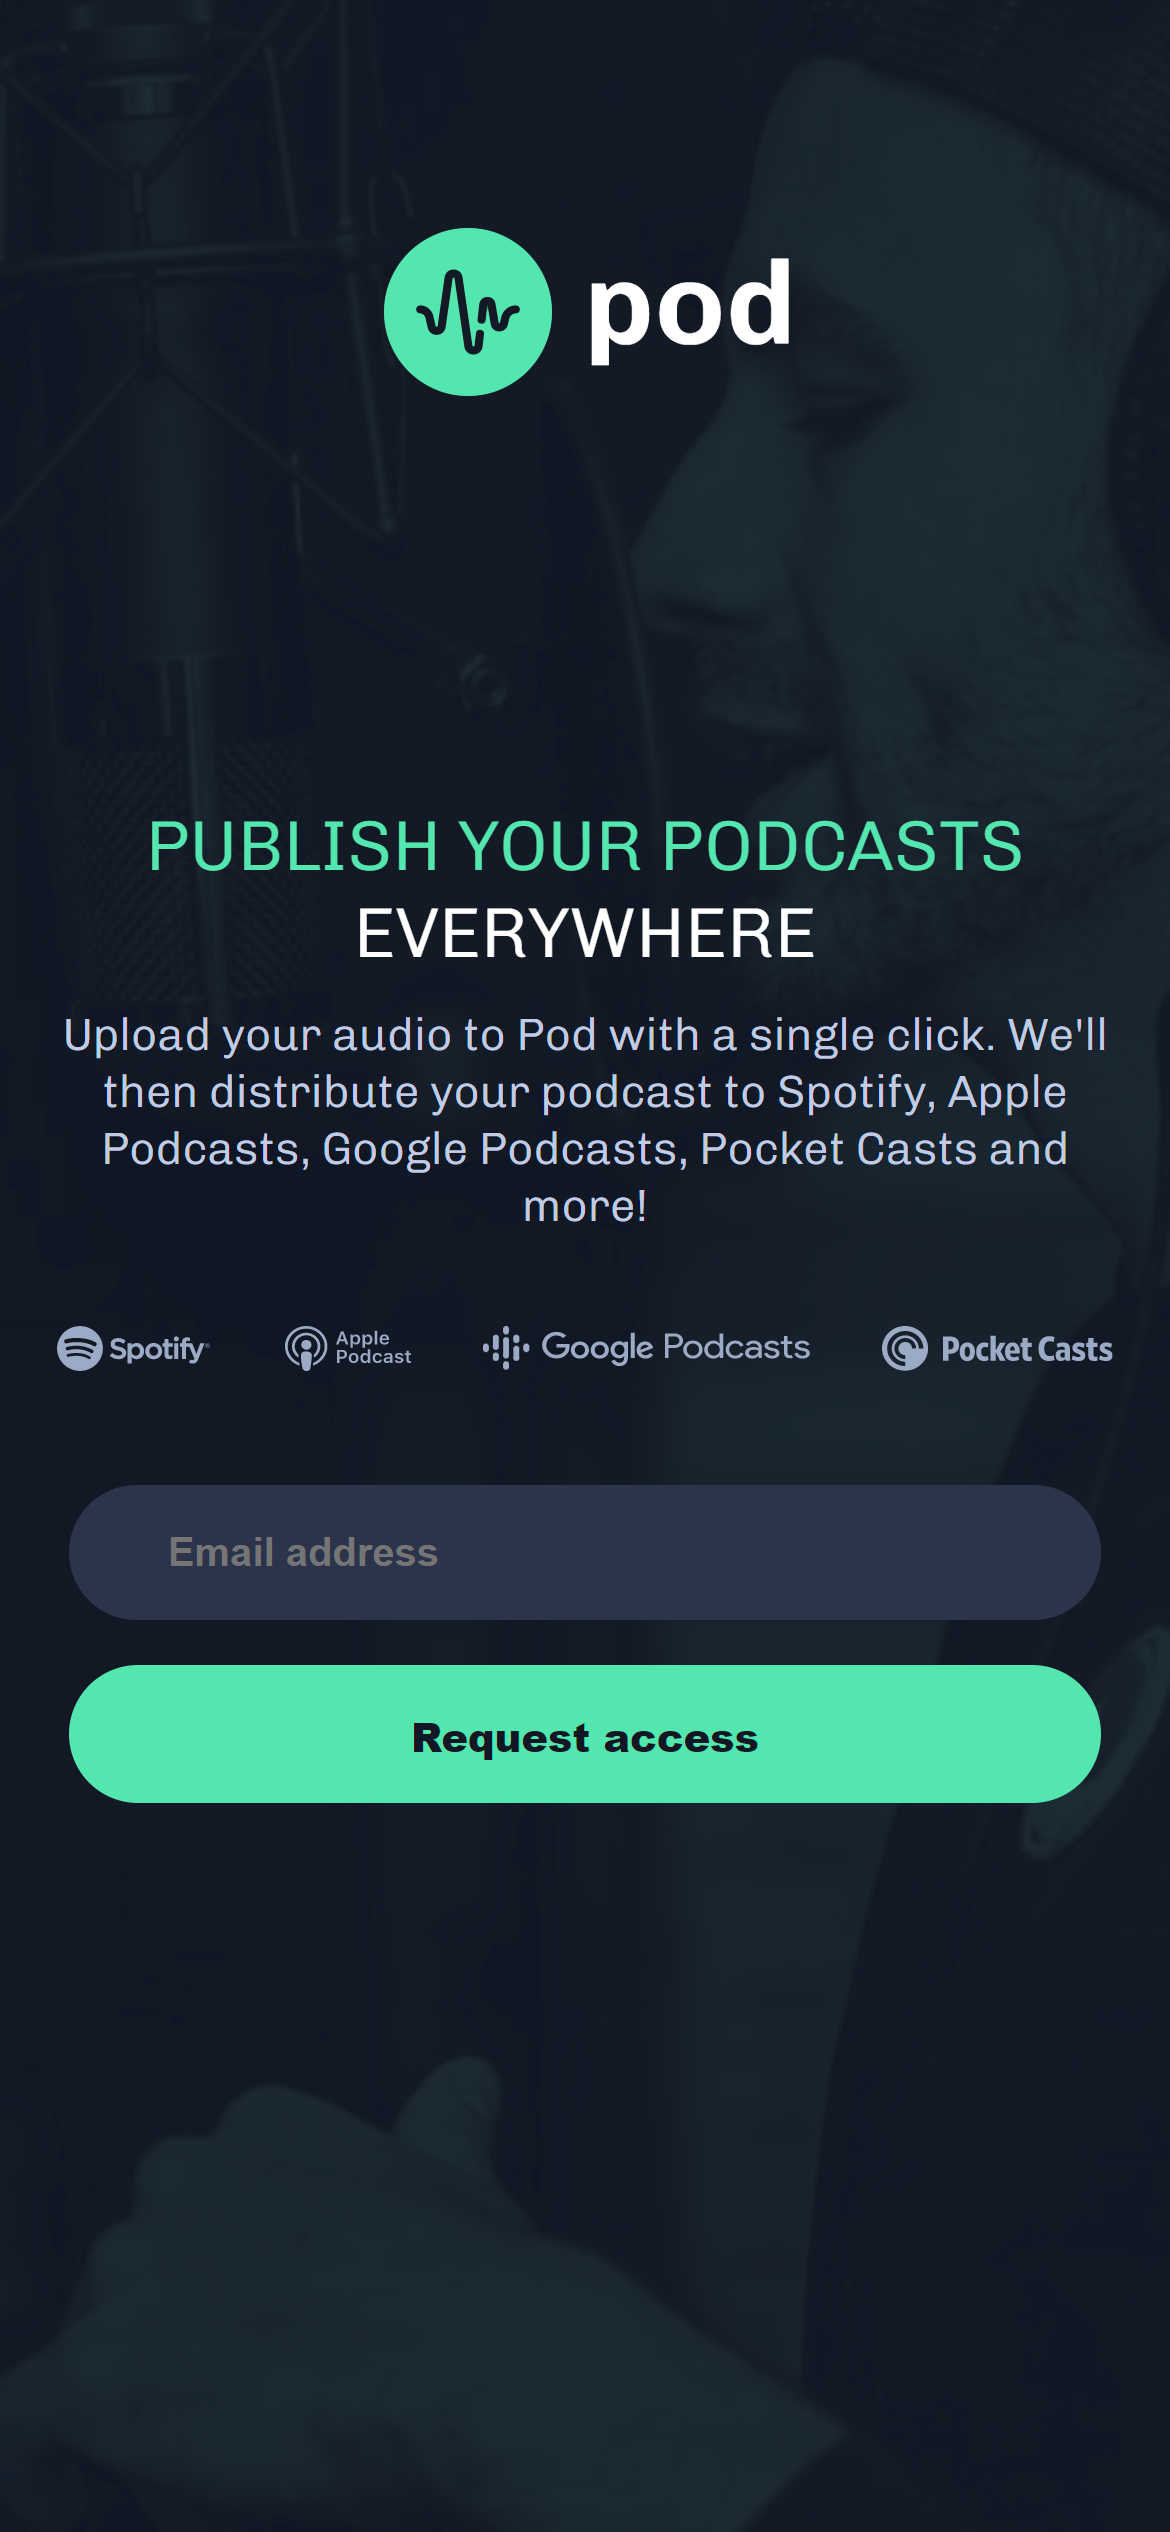 pod
PUBLISH YOUR PODCASTS
EVERYWHERE
Upload your audio to Pod with a single click. We'll
then distribute your podcast to Spotify, Apple
Podcasts, Google Podcasts, Pocket Casts and
more!
Spotify
Apple
Podcast
Google Podcasts
Pocket Casts
Email address
Request access